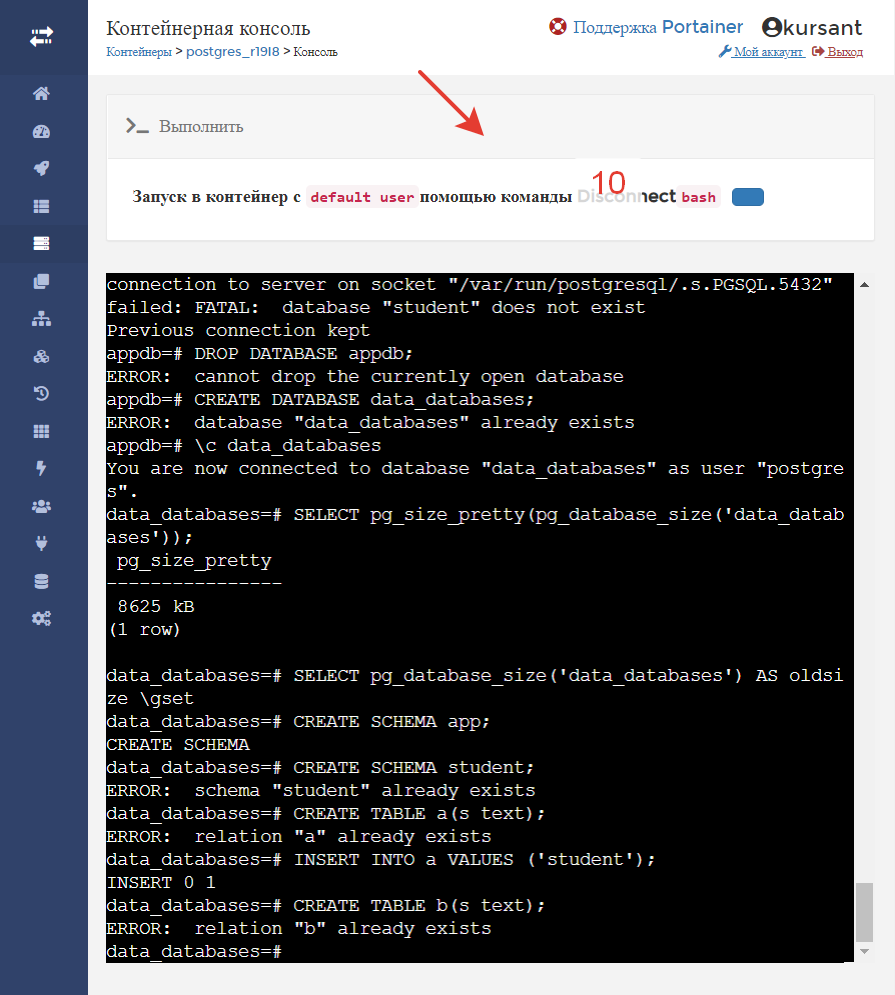 Контейнерная консоль
Поддержка Portainer
kursant
Контейнеры > postgres_r19l8 > Консоль
Мой аккаунт Выход
>_ Выполнить
10
Запуск в контейнер с default user помощью команды Disconnect bash
connection to server on socket "/var/run/postgresql/.s.PGSQL.5432"
failed: FATAL:  database "student" does not exist
Previous connection kept
appdb=# DROP DATABASE appdb;
ERROR:  cannot drop the currently open database
appdb=# CREATE DATABASE data_databases;
ERROR:  database "data_databases" already exists
appdb=# \c data_databases
You are now connected to database "data_databases" as user "postgre
s".
data_databases=# SELECT pg_size_pretty(pg_database_size('data_datab
ases'));
 pg_size_pretty
----------------
 8625 kB
(1 row)
data_databases=# SELECT pg_database_size('data_databases') AS oldsi
ze \gset
data_databases=# CREATE SCHEMA app;
CREATE SCHEMA
data_databases=# CREATE SCHEMA student;
ERROR:  schema "student" already exists
data_databases=# CREATE TABLE a(s text);
ERROR:  relation "a" already exists
data_databases=# INSERT INTO a VALUES ('student');
INSERT 0 1
data_databases=# CREATE TABLE b(s text);
ERROR:  relation "b" already exists
data_databases=#